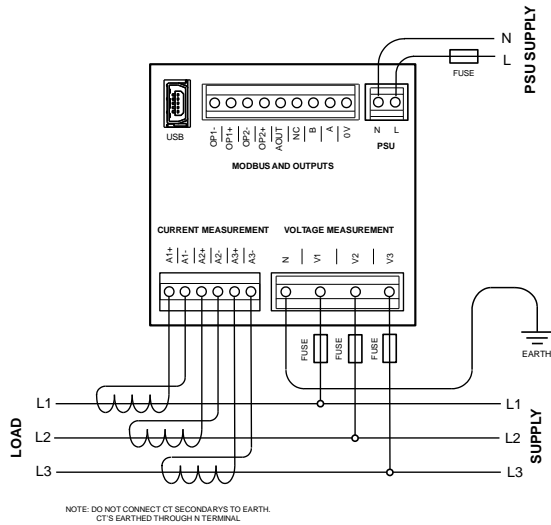 N
L
PSU SUPPLY
FUSE
USB
OP1-
OP1+
OP2-
OP2+
AOUT
NC
B
A
0V
N L
PSU
MODBUS AND OUTPUTS
CURRENT MEASUREMENT
VOLTAGE MEASUREMENT
A1+
A1-
A2+
A2-
A3+
A3-
N
V1
V2
V3
FUSE
FUSE
FUSE
EARTH
LOAD
L1
L2
L3
L1
L2
L3
SUPPLY
NOTE: DO NOT CONNECT CT SECONDARYS TO EARTH.
CT'S EARTHED THROUGH N TERMINAL